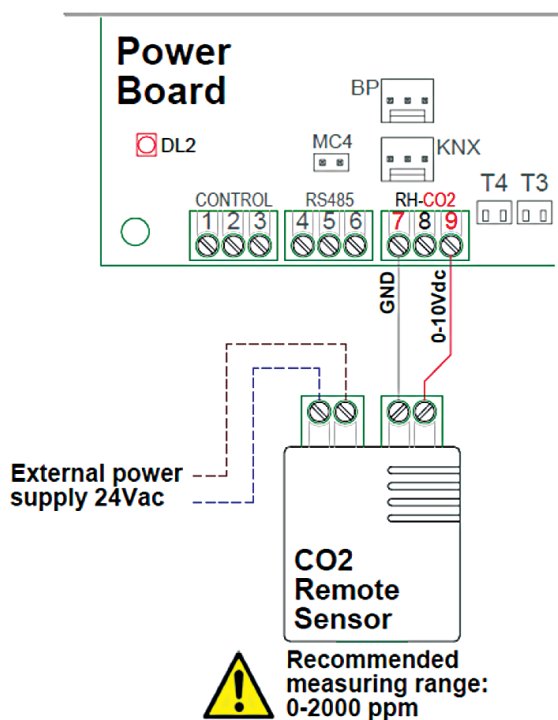 Power
Board
BP
DL2
MC4
KNX
T4 T3
CONTROL RS485 RH-CO2
1 2 3 4 5 6 7 8 9
GND
0-10Vdc
External power
supply 24Vac
CO2
Remote
Sensor
Recommended
measuring range:
0-2000 ppm